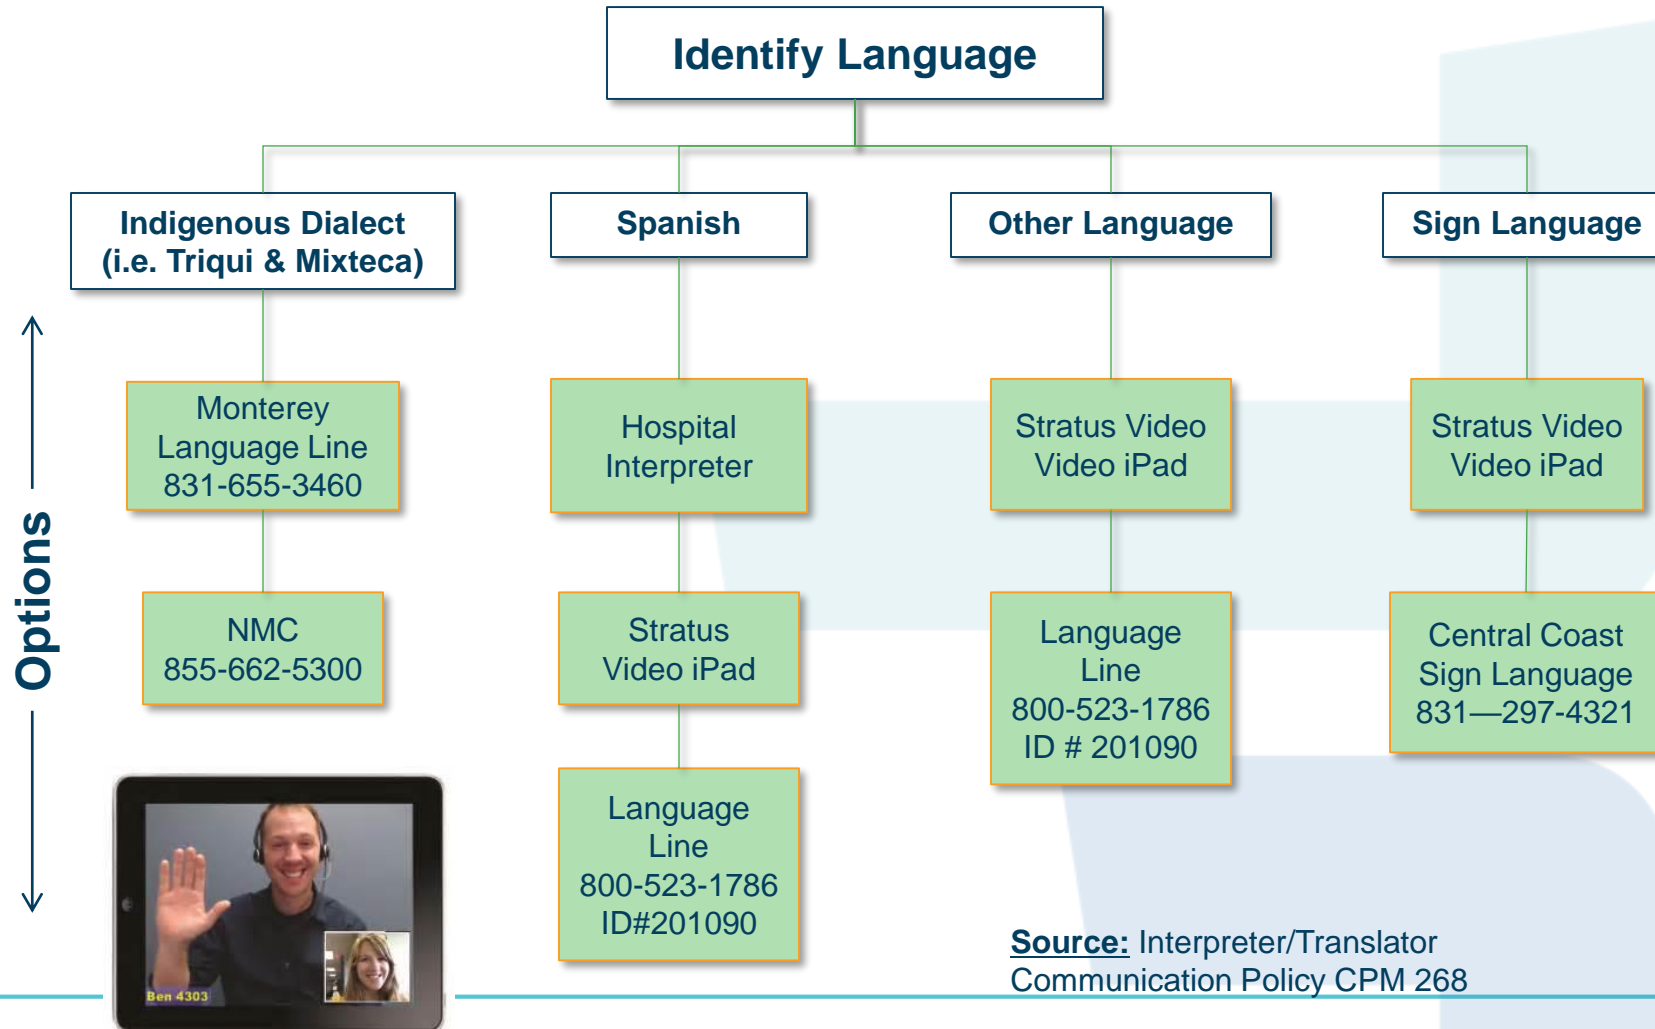 Identify Language
Indigenous Dialect
(i.e. Triqui & Mixteca)
Spanish
Other Language
Sign Language
Options
Monterey
Language Line
831-655-3460
Hospital
Interpreter
Stratus Video
Video iPad
Stratus Video
Video iPad
NMC
855-662-5300
Stratus
Video iPad
Language
Line
800-523-1786
ID # 201090
Central Coast
Sign Language
831—297-4321
Language
Line
800-523-1786
ID#201090
Ben 4303
Source: Interpreter/Translator
Communication Policy CPM 268